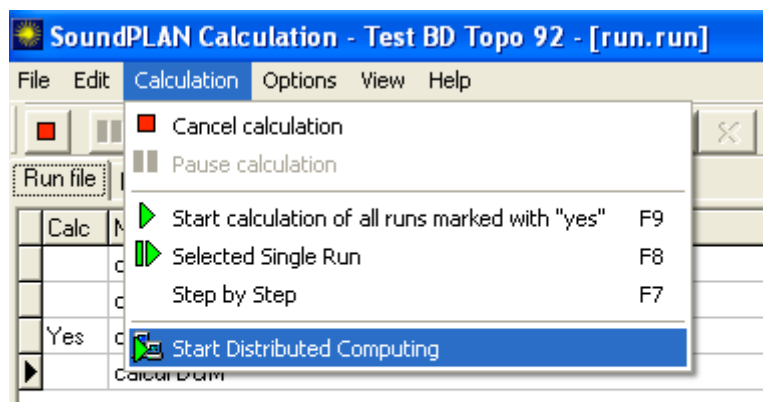 SoundPLAN Calculation - Test BD Topo 92 - [run.run]
File Edit Calculation Options View Help
Cancel calculation
Pause calculation
Run file
Start calculation of all runs marked with "yes" F9
Calc
Selected Single Run F8
Step by Step F7
Yes
Start Distributed Computing